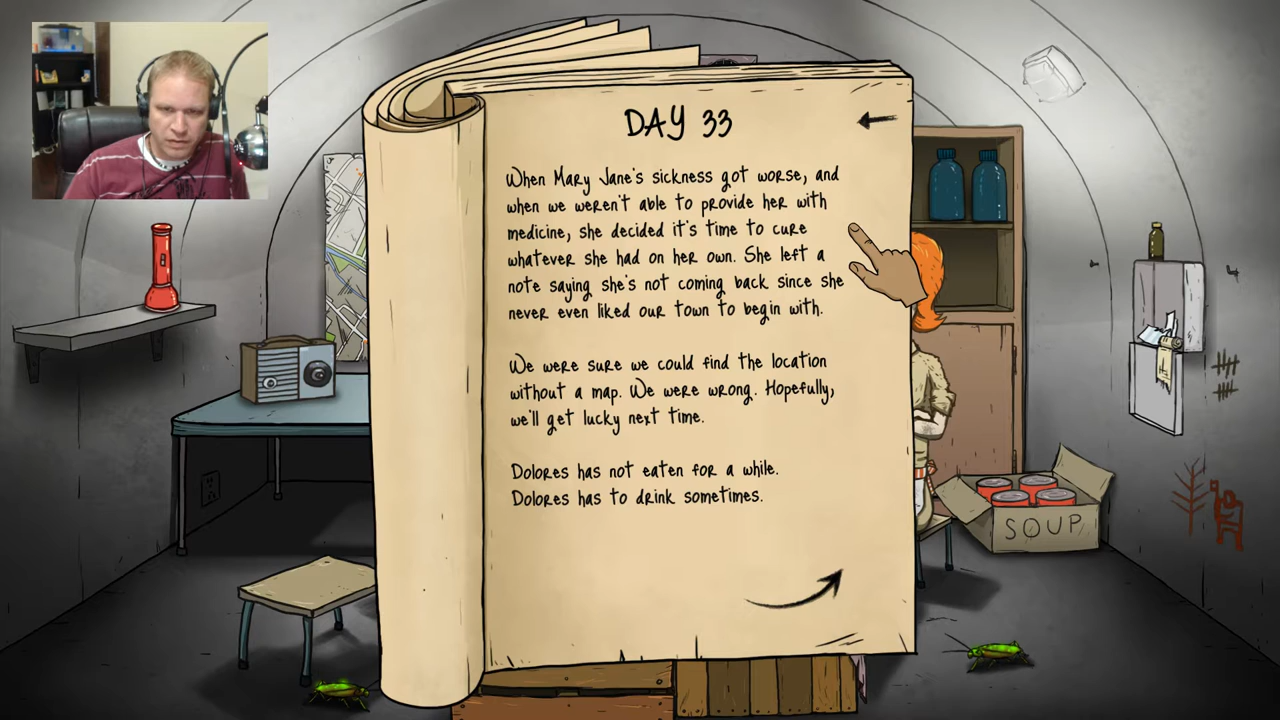 DAY 33
When Mary Jane's sickness got worse, and
when we weren't able to provide her with
medicine, she decided it's time to cure
whatever she had on her own. She left a
note saying she's not coming back since she
never even liked our town to begin with.
We were sure we could find the location
without a map. We were wrong. Hopefully,
we'll get lucky next time.
Dolores has not eaten for a while.
Dolores has to drink sometimes.
SOUP